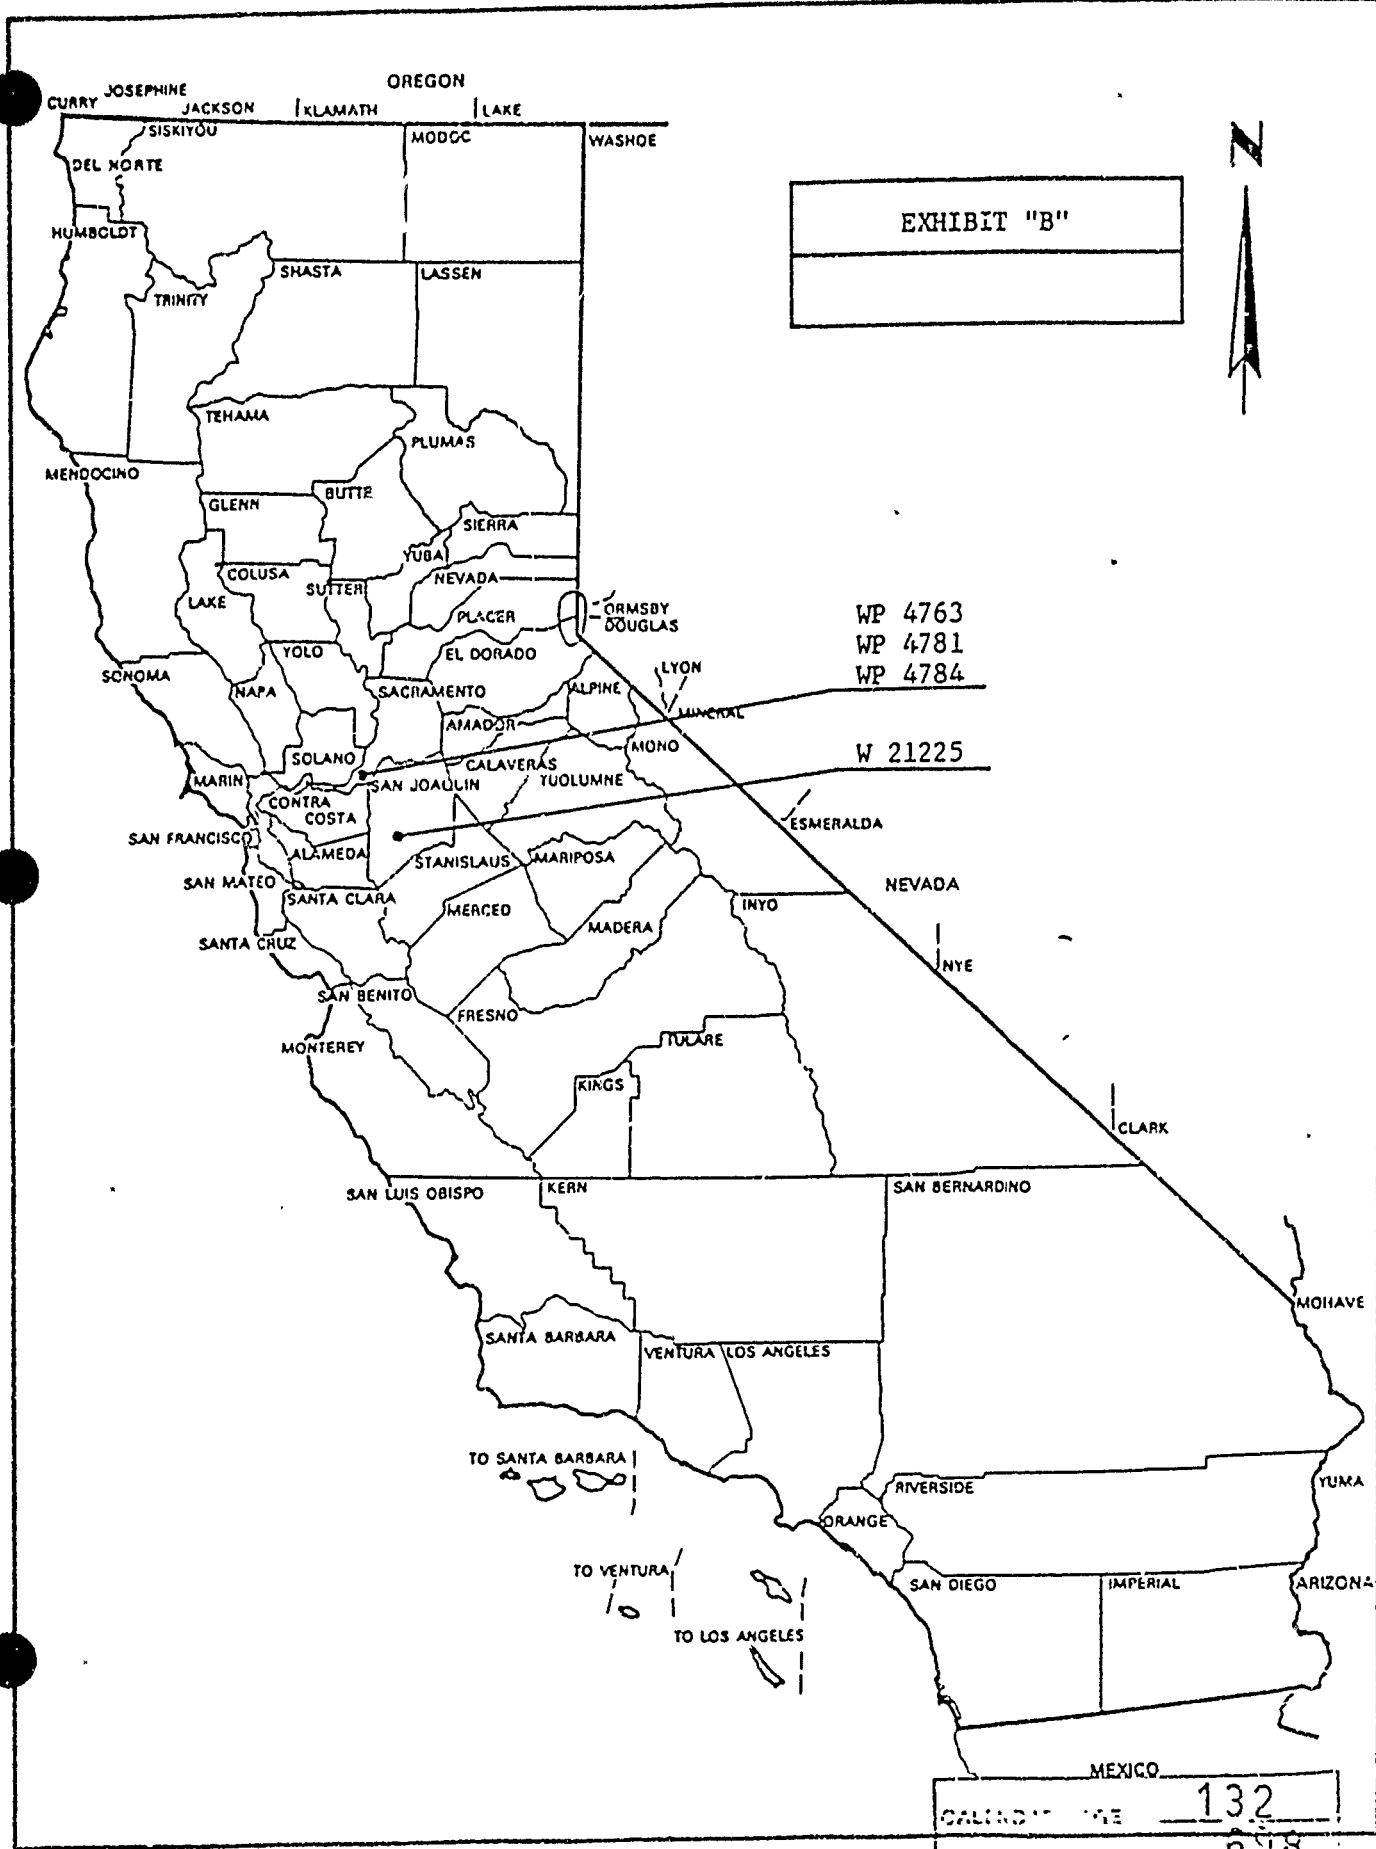 OREGON
CURRY
JOSEPHINE
JACKSON
KLAMATH
LAKE
SISKIYOU
MODOC
WASHOE
DEL NORTE
EXHIBIT "B"
N
HUMBOLDT
SHASTA
LASSEN
TRINITY
TEHAMA
PLUMAS
MENDOCINO
GLENN
BUTTE
SIERRA
YUBA
COLUSA
SUTTER
NEVADA
LAKE
PLACER
ORMSBY
DOUGLAS
WP 4763
WP 4781
WP 4784
YOLO
EL DORADO
SONOMA
NAPA
SACRAMENTO
ALPINE
LYON
MINERAL
AMADOR
MONO
W 21225
SOLANO
CALAVERAS
MARIN
SAN JOAQUIN
TUOLUMNE
CONTRA
COSTA
ESMERALDA
SAN FRANCISCO
ALAMEDA
STANISLAUS
MARIPOSA
SAN MATEO
SANTA CLARA
MERCED
INYO
NEVADA
SANTA CRUZ
MADERA
NYE
SAN BENITO
FRESNO
MONTEREY
TULARE
KINGS
CLARK
SAN LUIS OBISPO
KERN
SAN BERNARDINO
MOHAVE
SANTA BARBARA
VENTURA
LOS ANGELES
TO SANTA BARBARA
RIVERSIDE
YUMA
ORANGE
TO VENTURA
SAN DIEGO
IMPERIAL
ARIZONA
TO LOS ANGELES
MEXICO
132